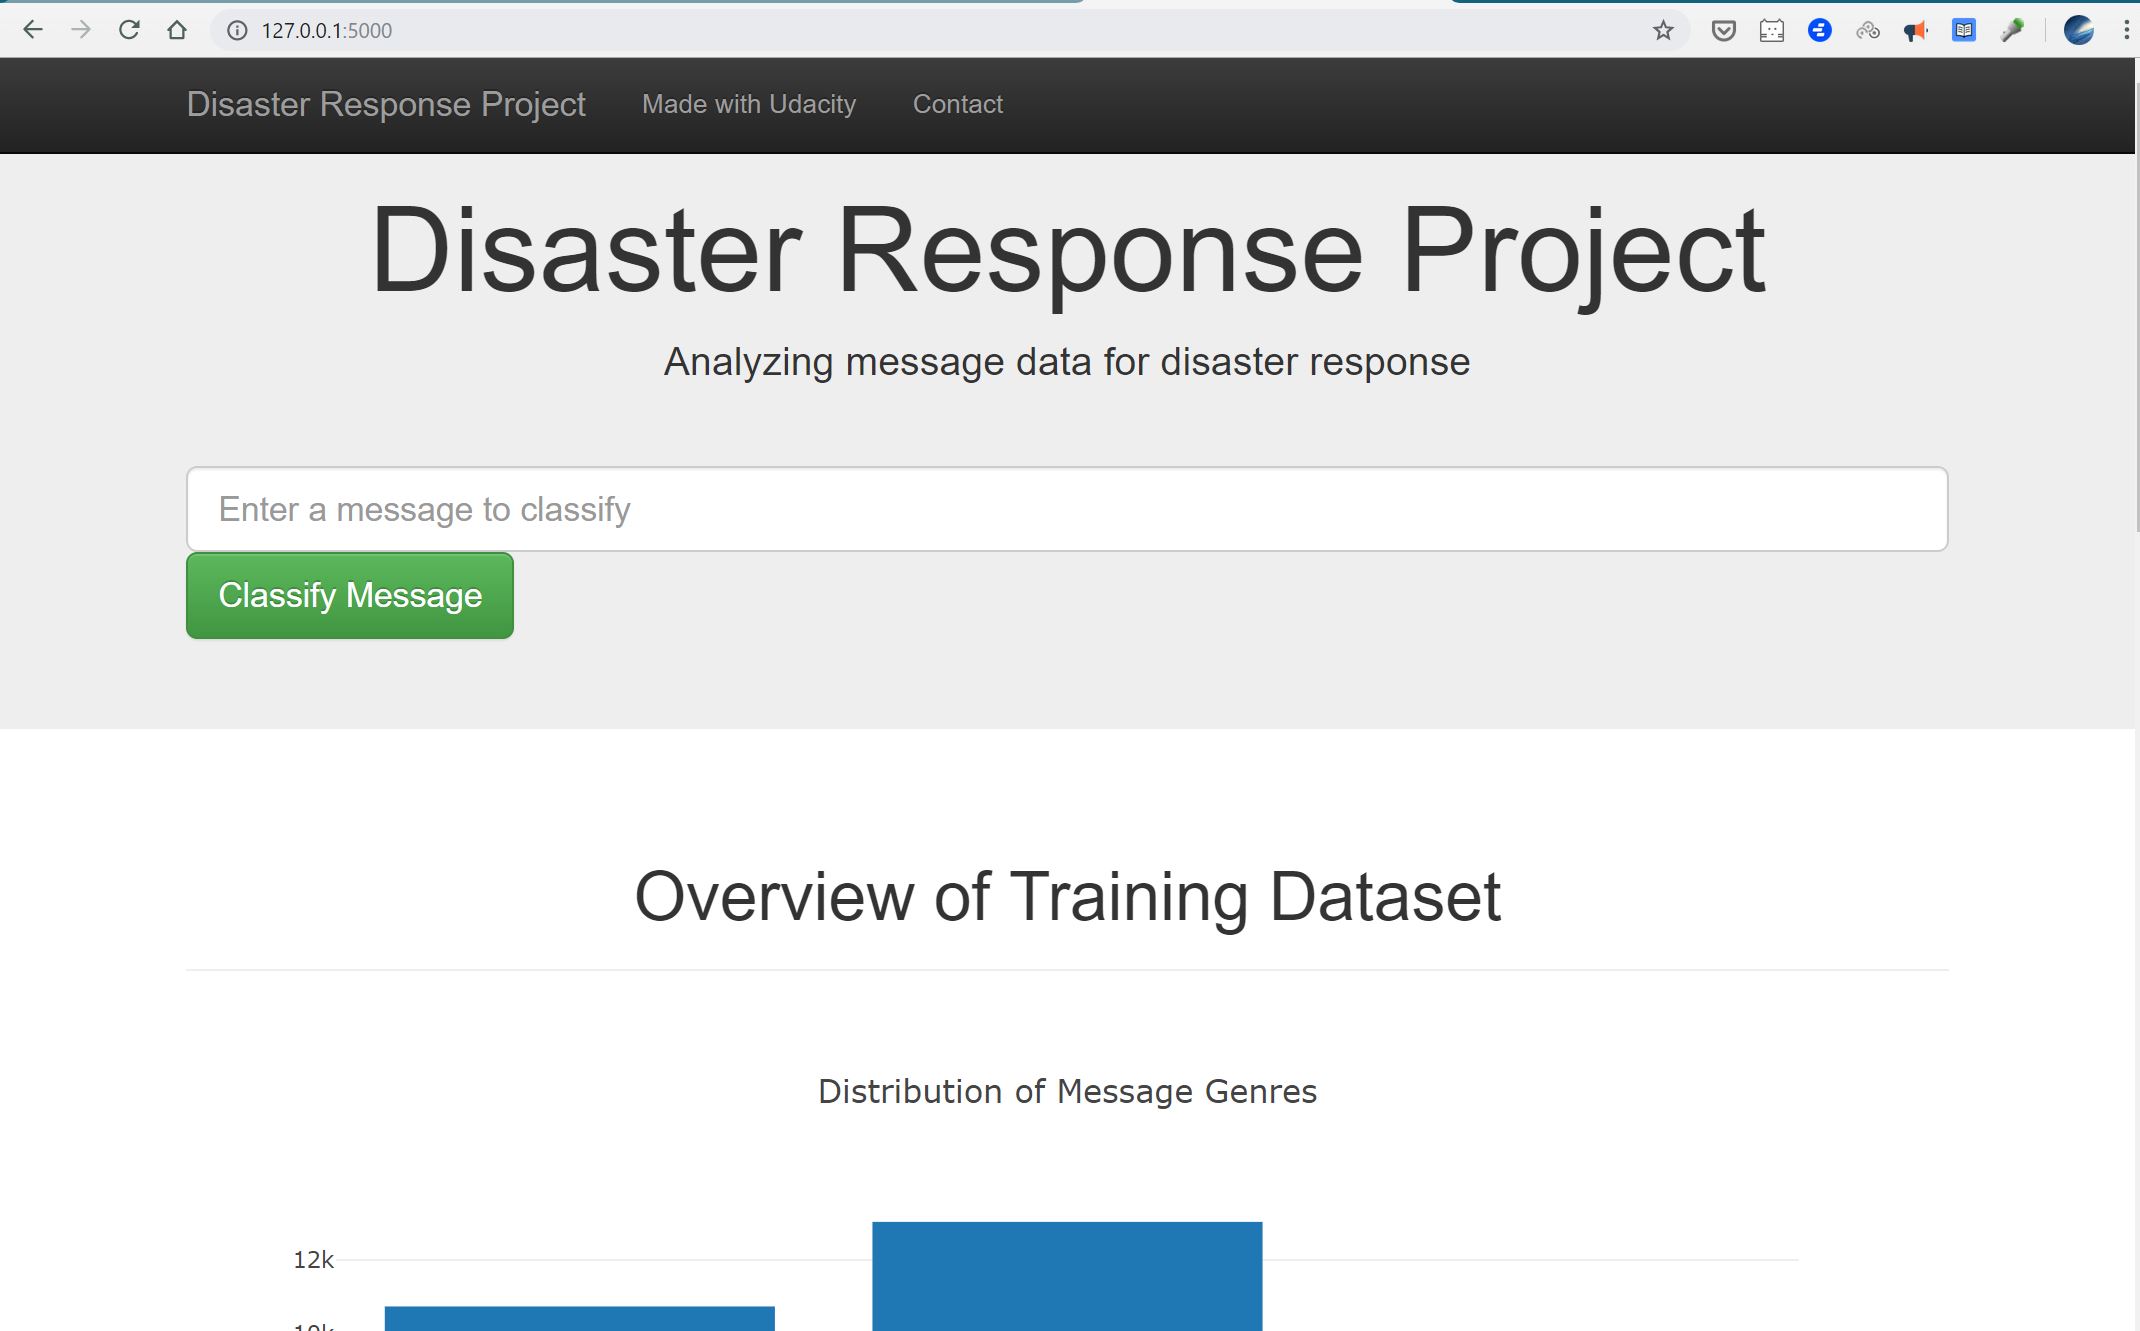 127.0.0.1:5000
Disaster Response Project Made with Udacity Contact
Disaster Response Project
Analyzing message data for disaster response
Enter a message to classify
Classify Message
Overview of Training Dataset
Distribution of Message Genres
12k